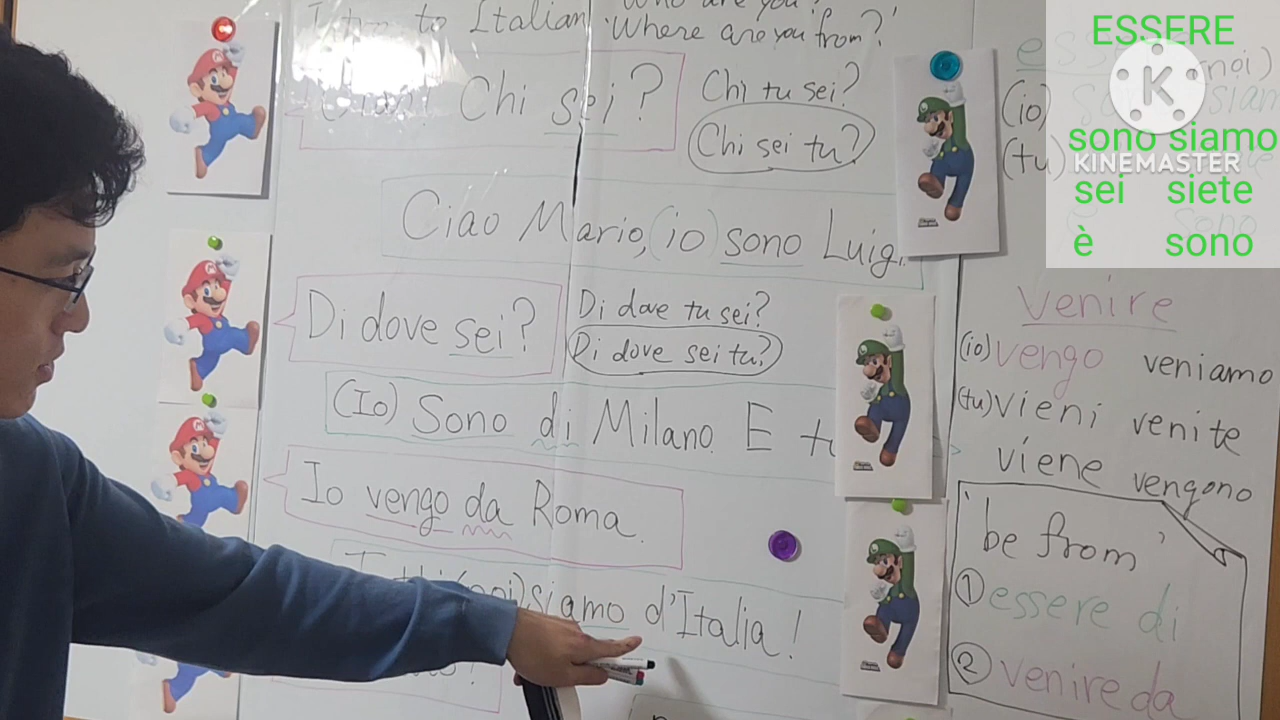 to Italian 'Who are you?'
'Where are you from?'
Chi sei?
Chi tu sei?
Chi sei tu?
Ciao Mario, (io) sono Luigi.
Di dove sei?
Di dove tu sei?
Di dove sei tu?
(Io) Sono di Milano. E tu
Io vengo da Roma.
siamo d'Italia!
ESSERE
noi)
(io)
(tu)
sono siamo
KINEMASTER
sei siete
è sono
venire
(io) vengo veniamo
(tu) vieni venite
viene vengono
'be from'
① essere di
② venire da